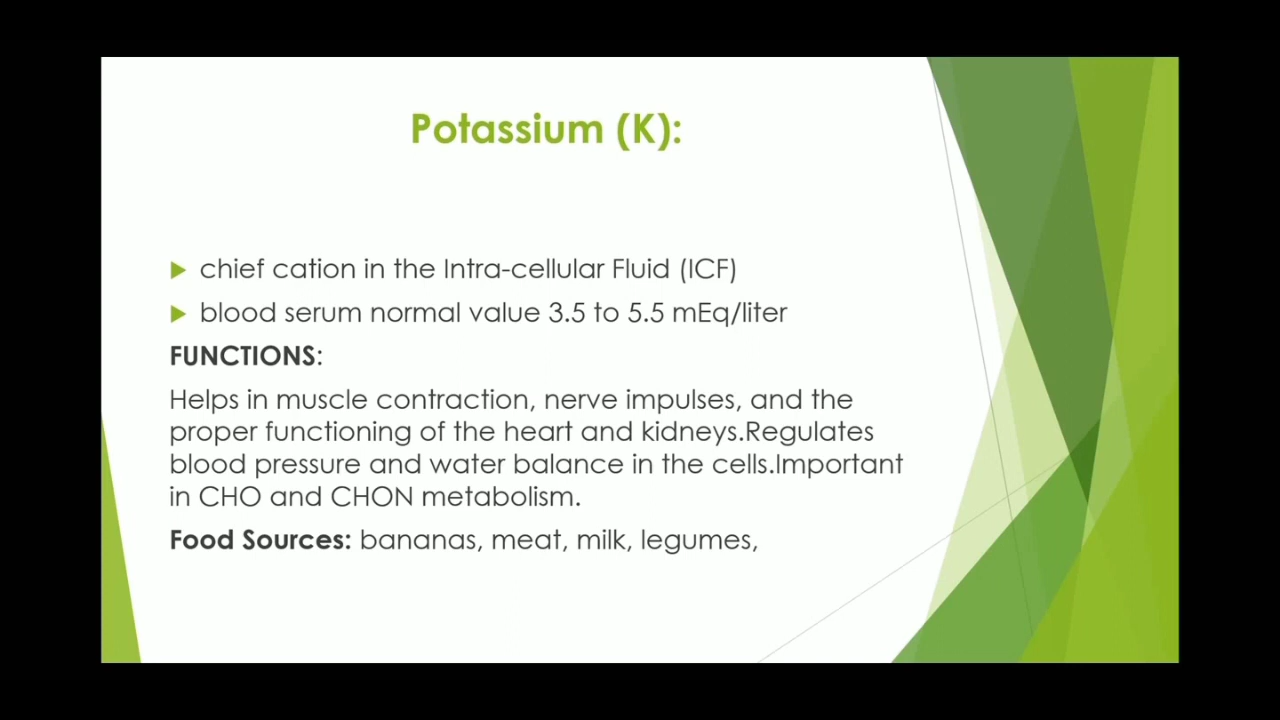 Potassium (K):
chief cation in the Intra-cellular Fluid (ICF)
blood serum normal value 3.5 to 5.5 mEq/liter
FUNCTIONS:
Helps in muscle contraction, nerve impulses, and the
proper functioning of the heart and kidneys.Regulates
blood pressure and water balance in the cells.Important
in CHO and CHON metabolism.
Food Sources: bananas, meat, milk, legumes,